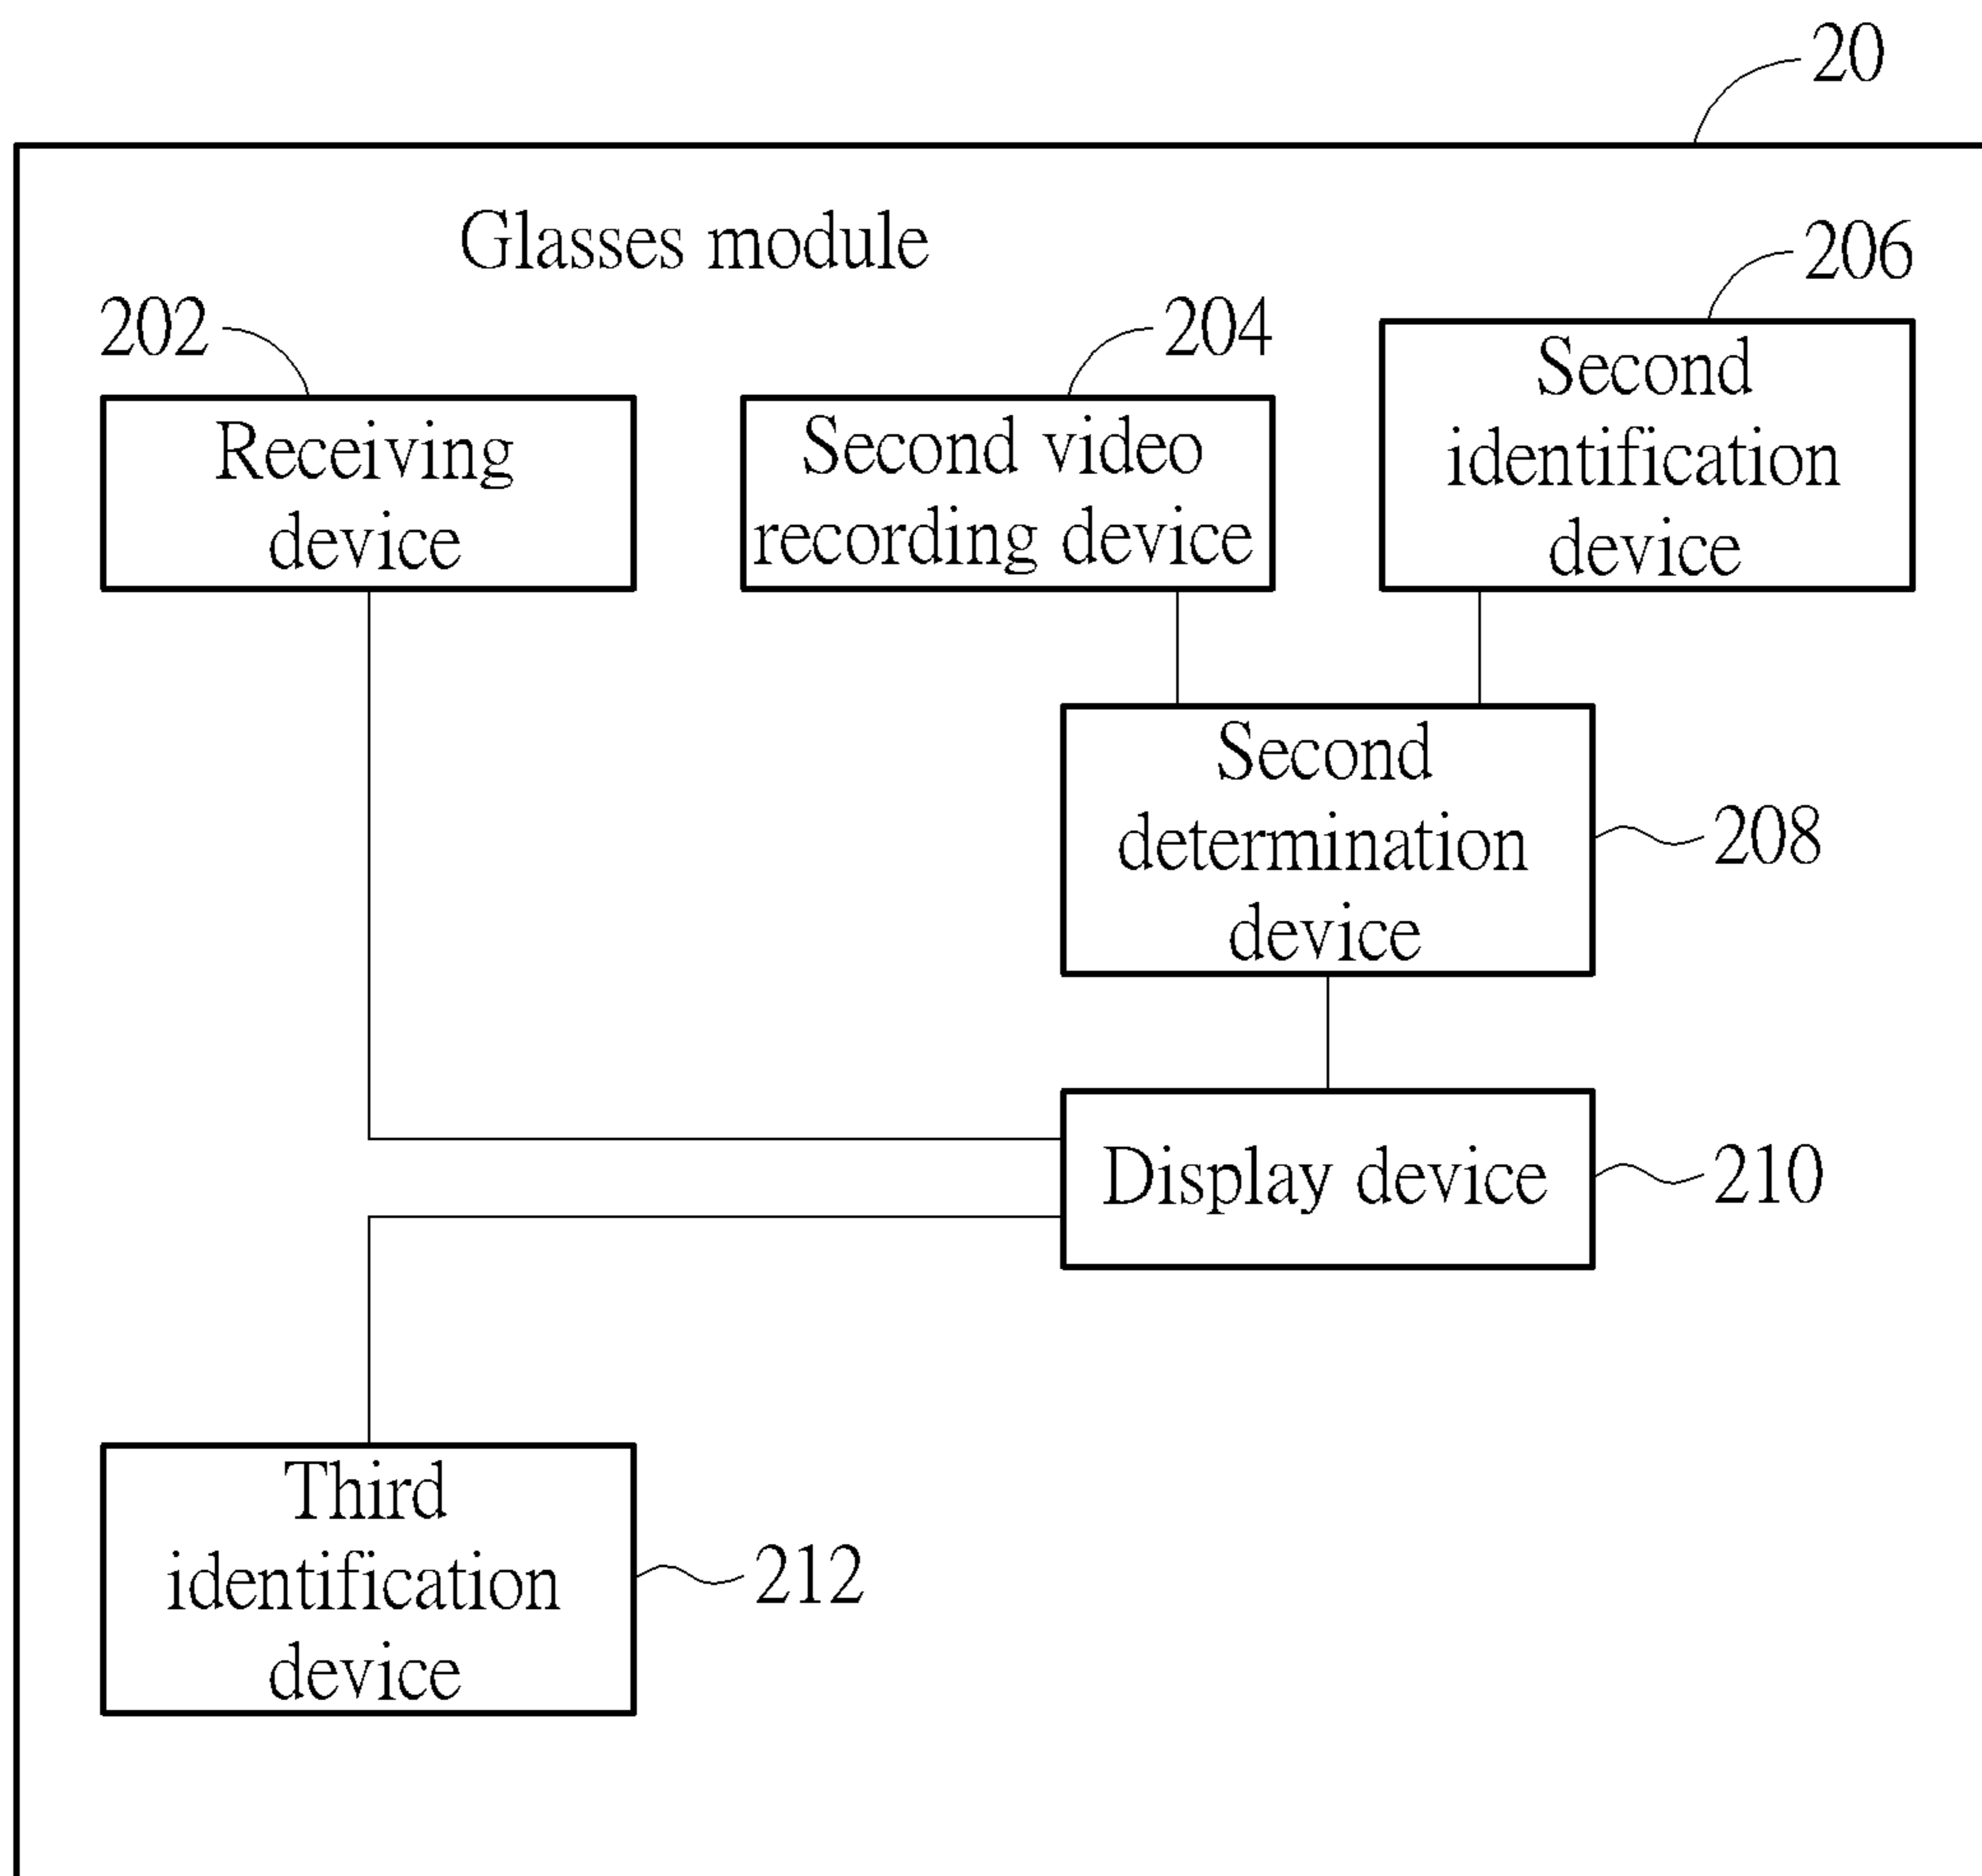 20
Glasses module
202
204
206
Receiving
device
Second video
recording device
Second
identification
device
Second
determination
device
208
Display device
210
Third
identification
device
212